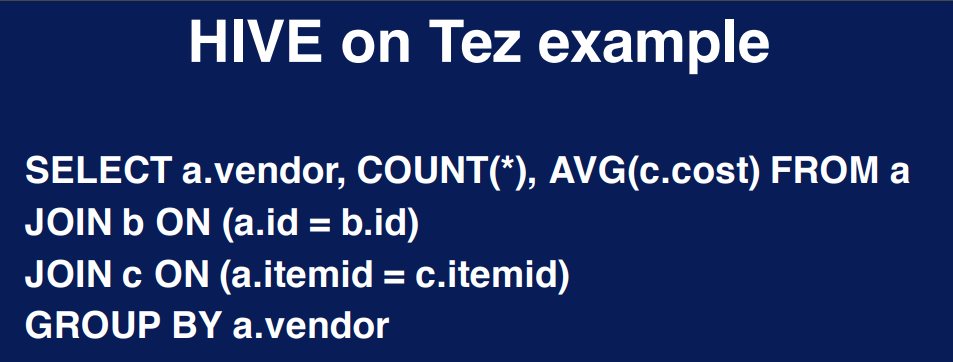 HIVE on Tez example
SELECT a.vendor, COUNT(*), AVG(c.cost) FROM a
JOIN b ON (a.id = b.id)
JOIN c ON (a.itemid = c.itemid)
GROUP BY a.vendor